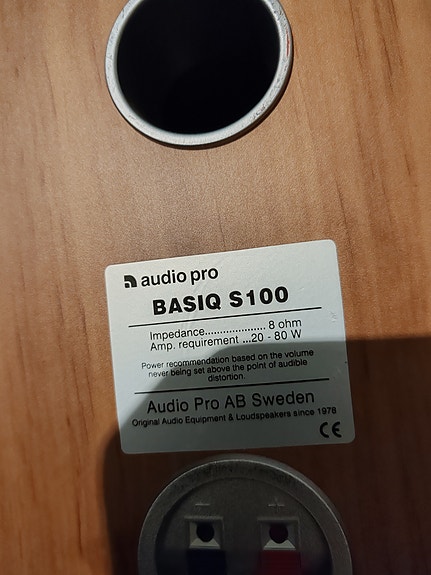 audio pro
BASIQ S100
Impedance.................... 8 ohm
Amp. requirement ...20 - 80 W
Power recommendation based on the volume
never being set above the point of audible
distortion.
Audio Pro AB Sweden
Original Audio Equipment & Loudspeakers since 1978
CE